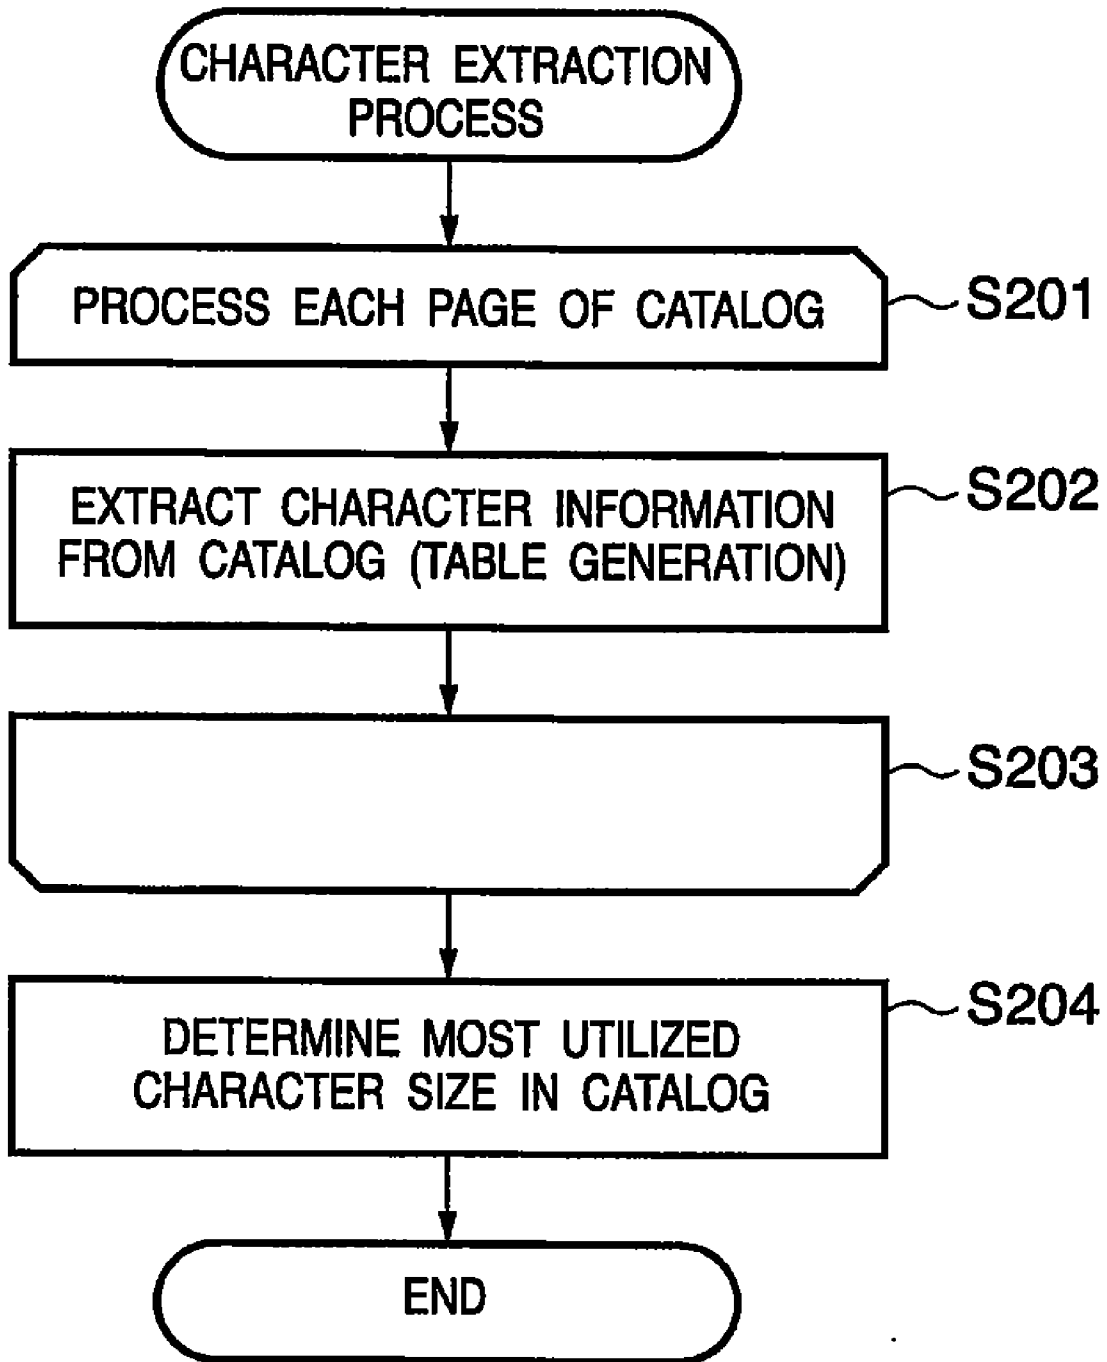 CHARACTER EXTRACTION
PROCESS
PROCESS EACH PAGE OF CATALOG
S201
EXTRACT CHARACTER INFORMATION
FROM CATALOG (TABLE GENERATION)
S202
S203
DETERMINE MOST UTILIZED
CHARACTER SIZE IN CATALOG
S204
END